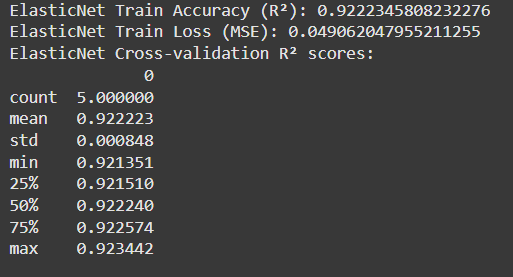 ElasticNet Train Accuracy (R²): 0.9222345808232276
ElasticNet Train Loss (MSE): 0.049062047955211255
ElasticNet Cross-validation R² scores:
0
count 5.000000
mean 0.922223
std 0.000848
min 0.921351
25% 0.921510
50% 0.922240
75% 0.922574
max 0.923442